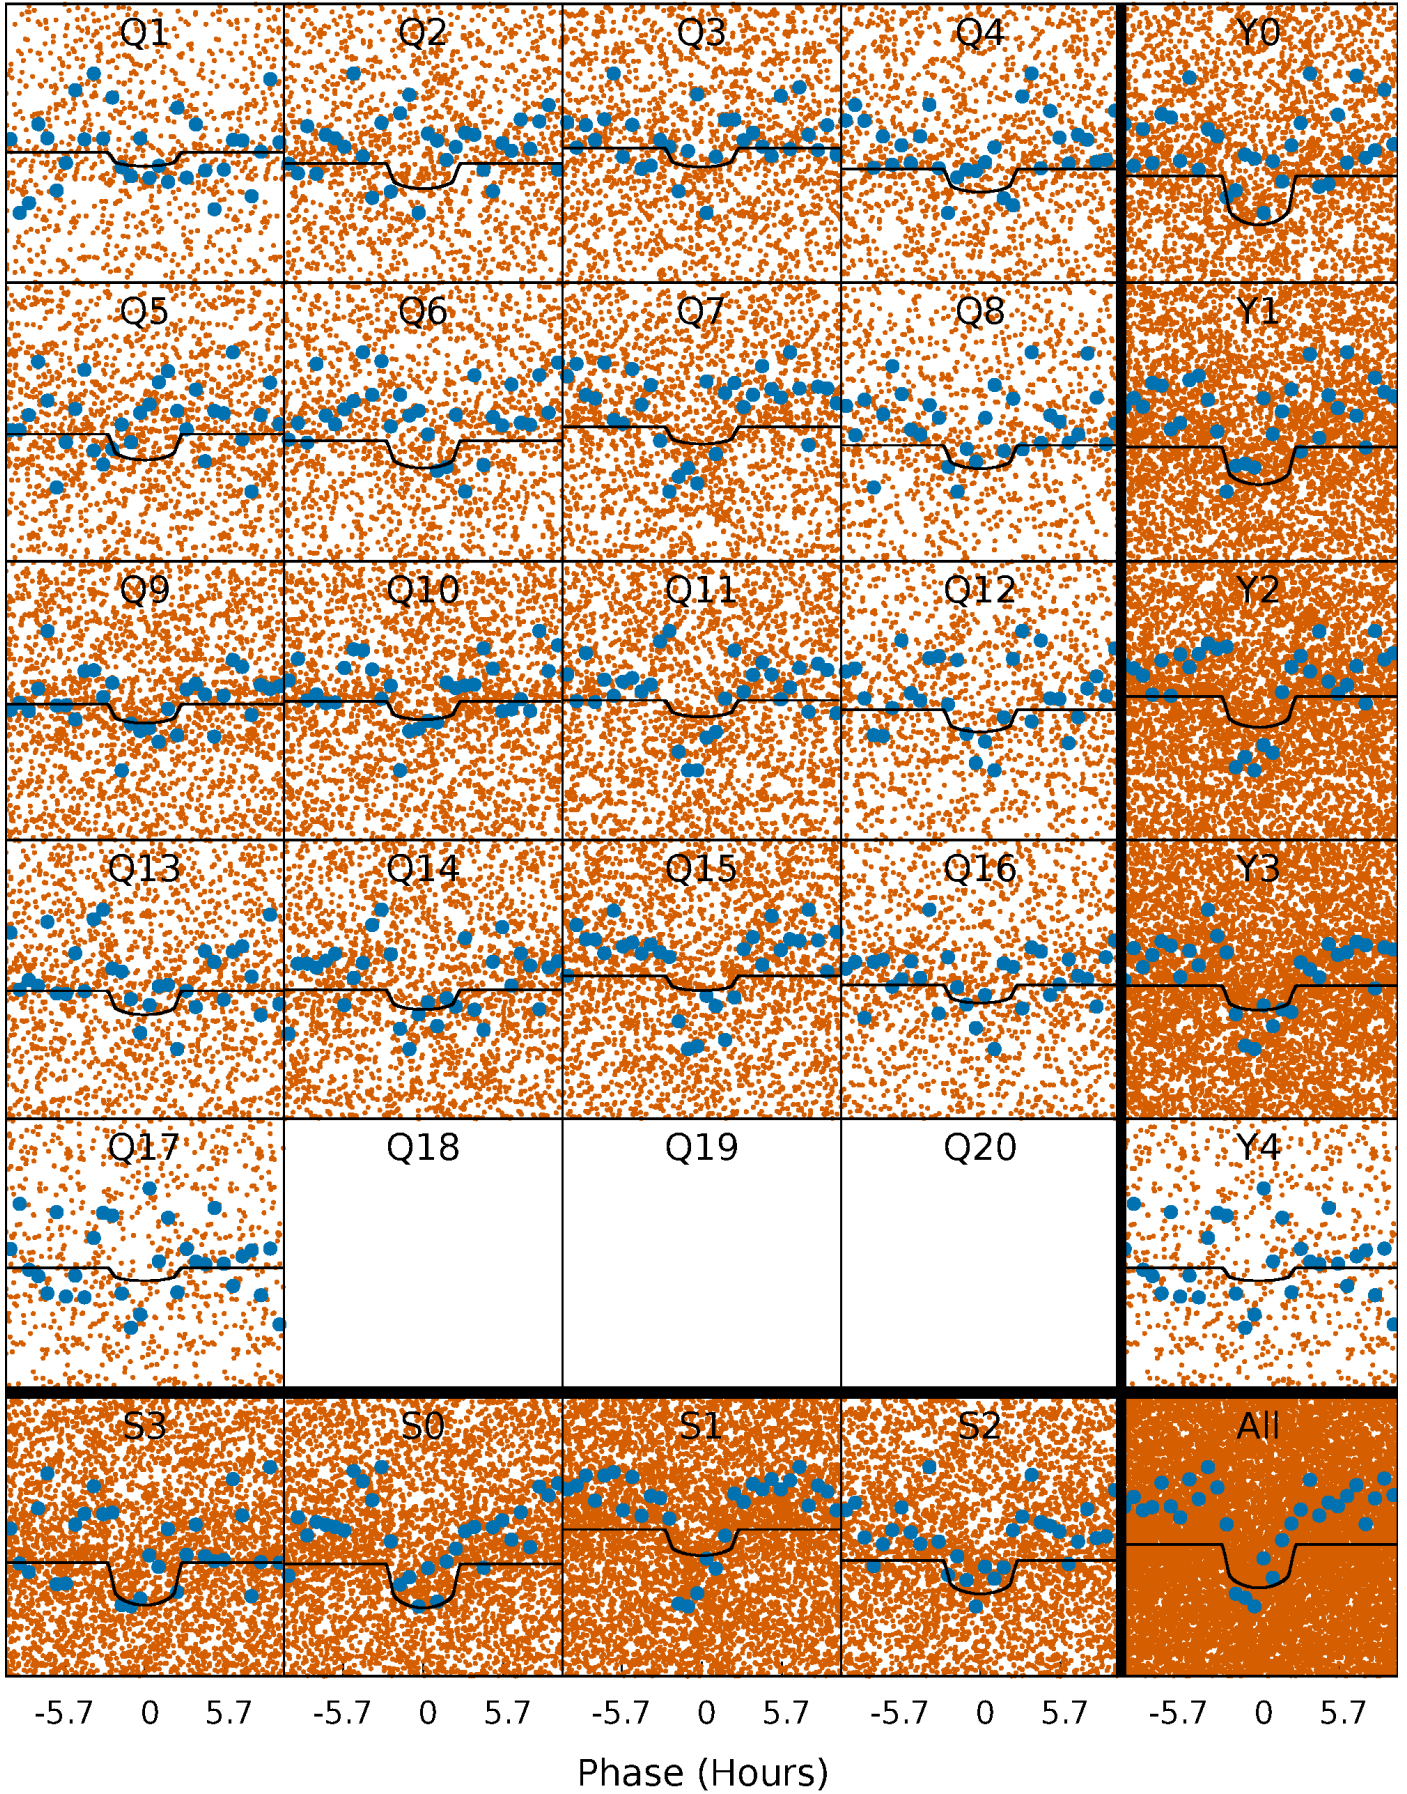 Q1 Q2 Q3 Q4 Y0
Q5 Q6 Q7 Q8 Y1
Q9 Q10 Q11 Q12 Y2
Q13 Q14 Q15 Q16 Y3
Q17 Q18 Q19 Q20 Y4
S3 S0 S1 S2 All
-5.7 0 5.7 -5.7 0 5.7 -5.7 0 5.7 -5.7 0 5.7 -5.7 0 5.7
Phase (Hours)